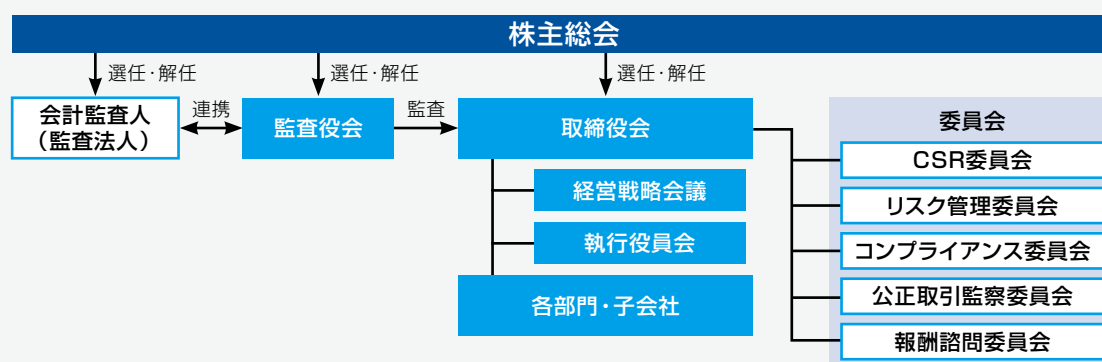 株主総会
選任・解任
選任・解任
選任・解任
会計監査人
（監査法人）
連携
監査役会
監査
取締役会
委員会
CSR委員会
経営戦略会議
リスク管理委員会
執行役員会
コンプライアンス委員会
各部門・子会社
公正取引監察委員会
報酬諮問委員会